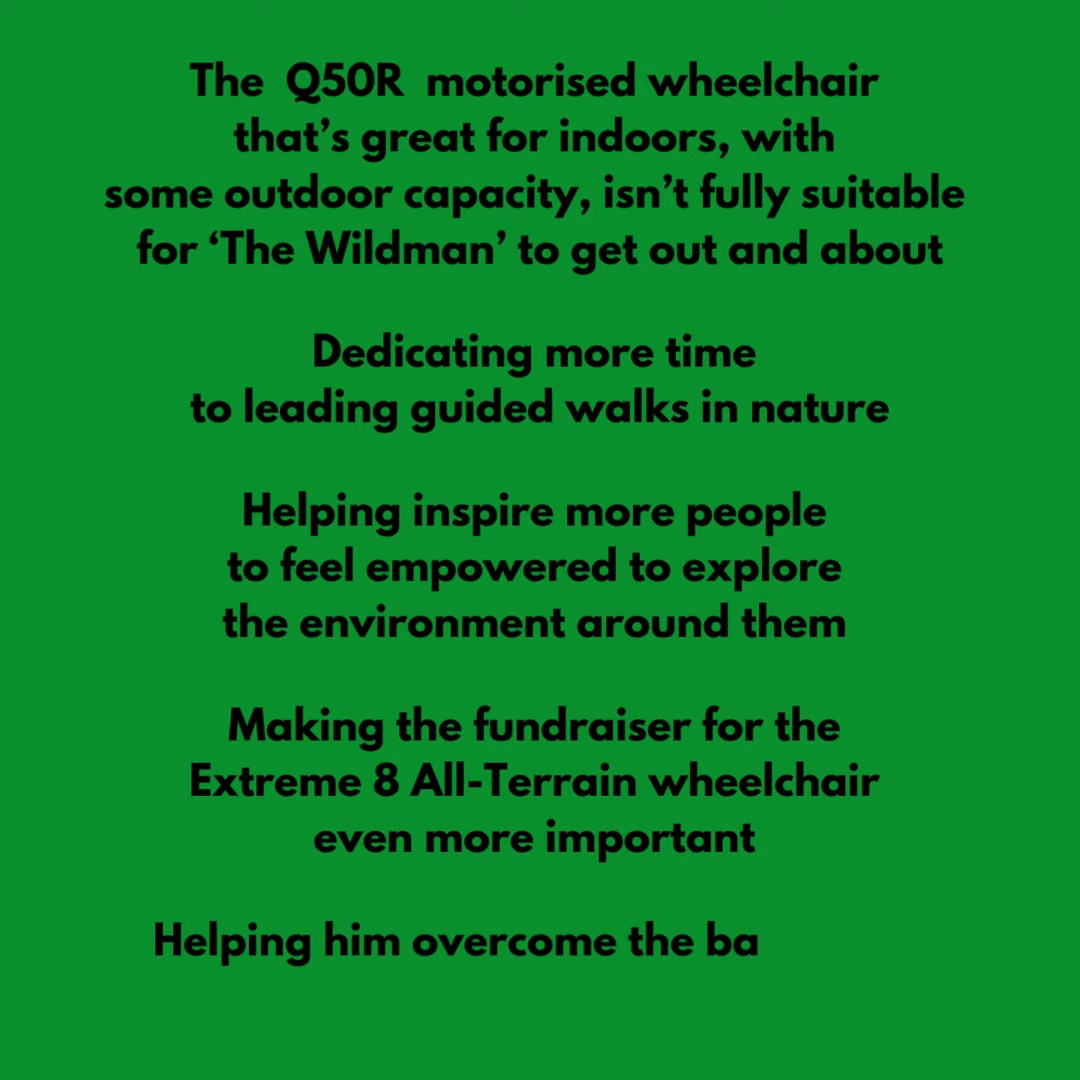 The Q50R motorised wheelchair
that’s great for indoors, with
some outdoor capacity, isn’t fully suitable
for ‘The Wildman’ to get out and about
Dedicating more time
to leading guided walks in nature
Helping inspire more people
to feel empowered to explore
the environment around them
Making the fundraiser for the
Extreme 8 All-Terrain wheelchair
even more important
Helping him overcome the ba